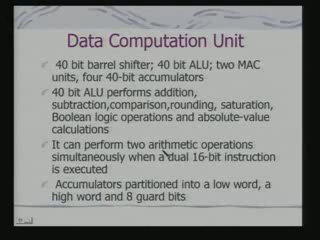 Data Computation Unit
40 bit barrel shifter; 40 bit ALU; two MAC
units, four 40-bit accumulators
40 bit ALU performs addition,
subtraction,comparison,rounding, saturation,
Boolean logic operations and absolute-value
calculations
It can perform two arithmetic operations
simultaneously when a dual 16-bit instruction
is executed
Accumulators partitioned into a low word, a
high word and 8 guard bits